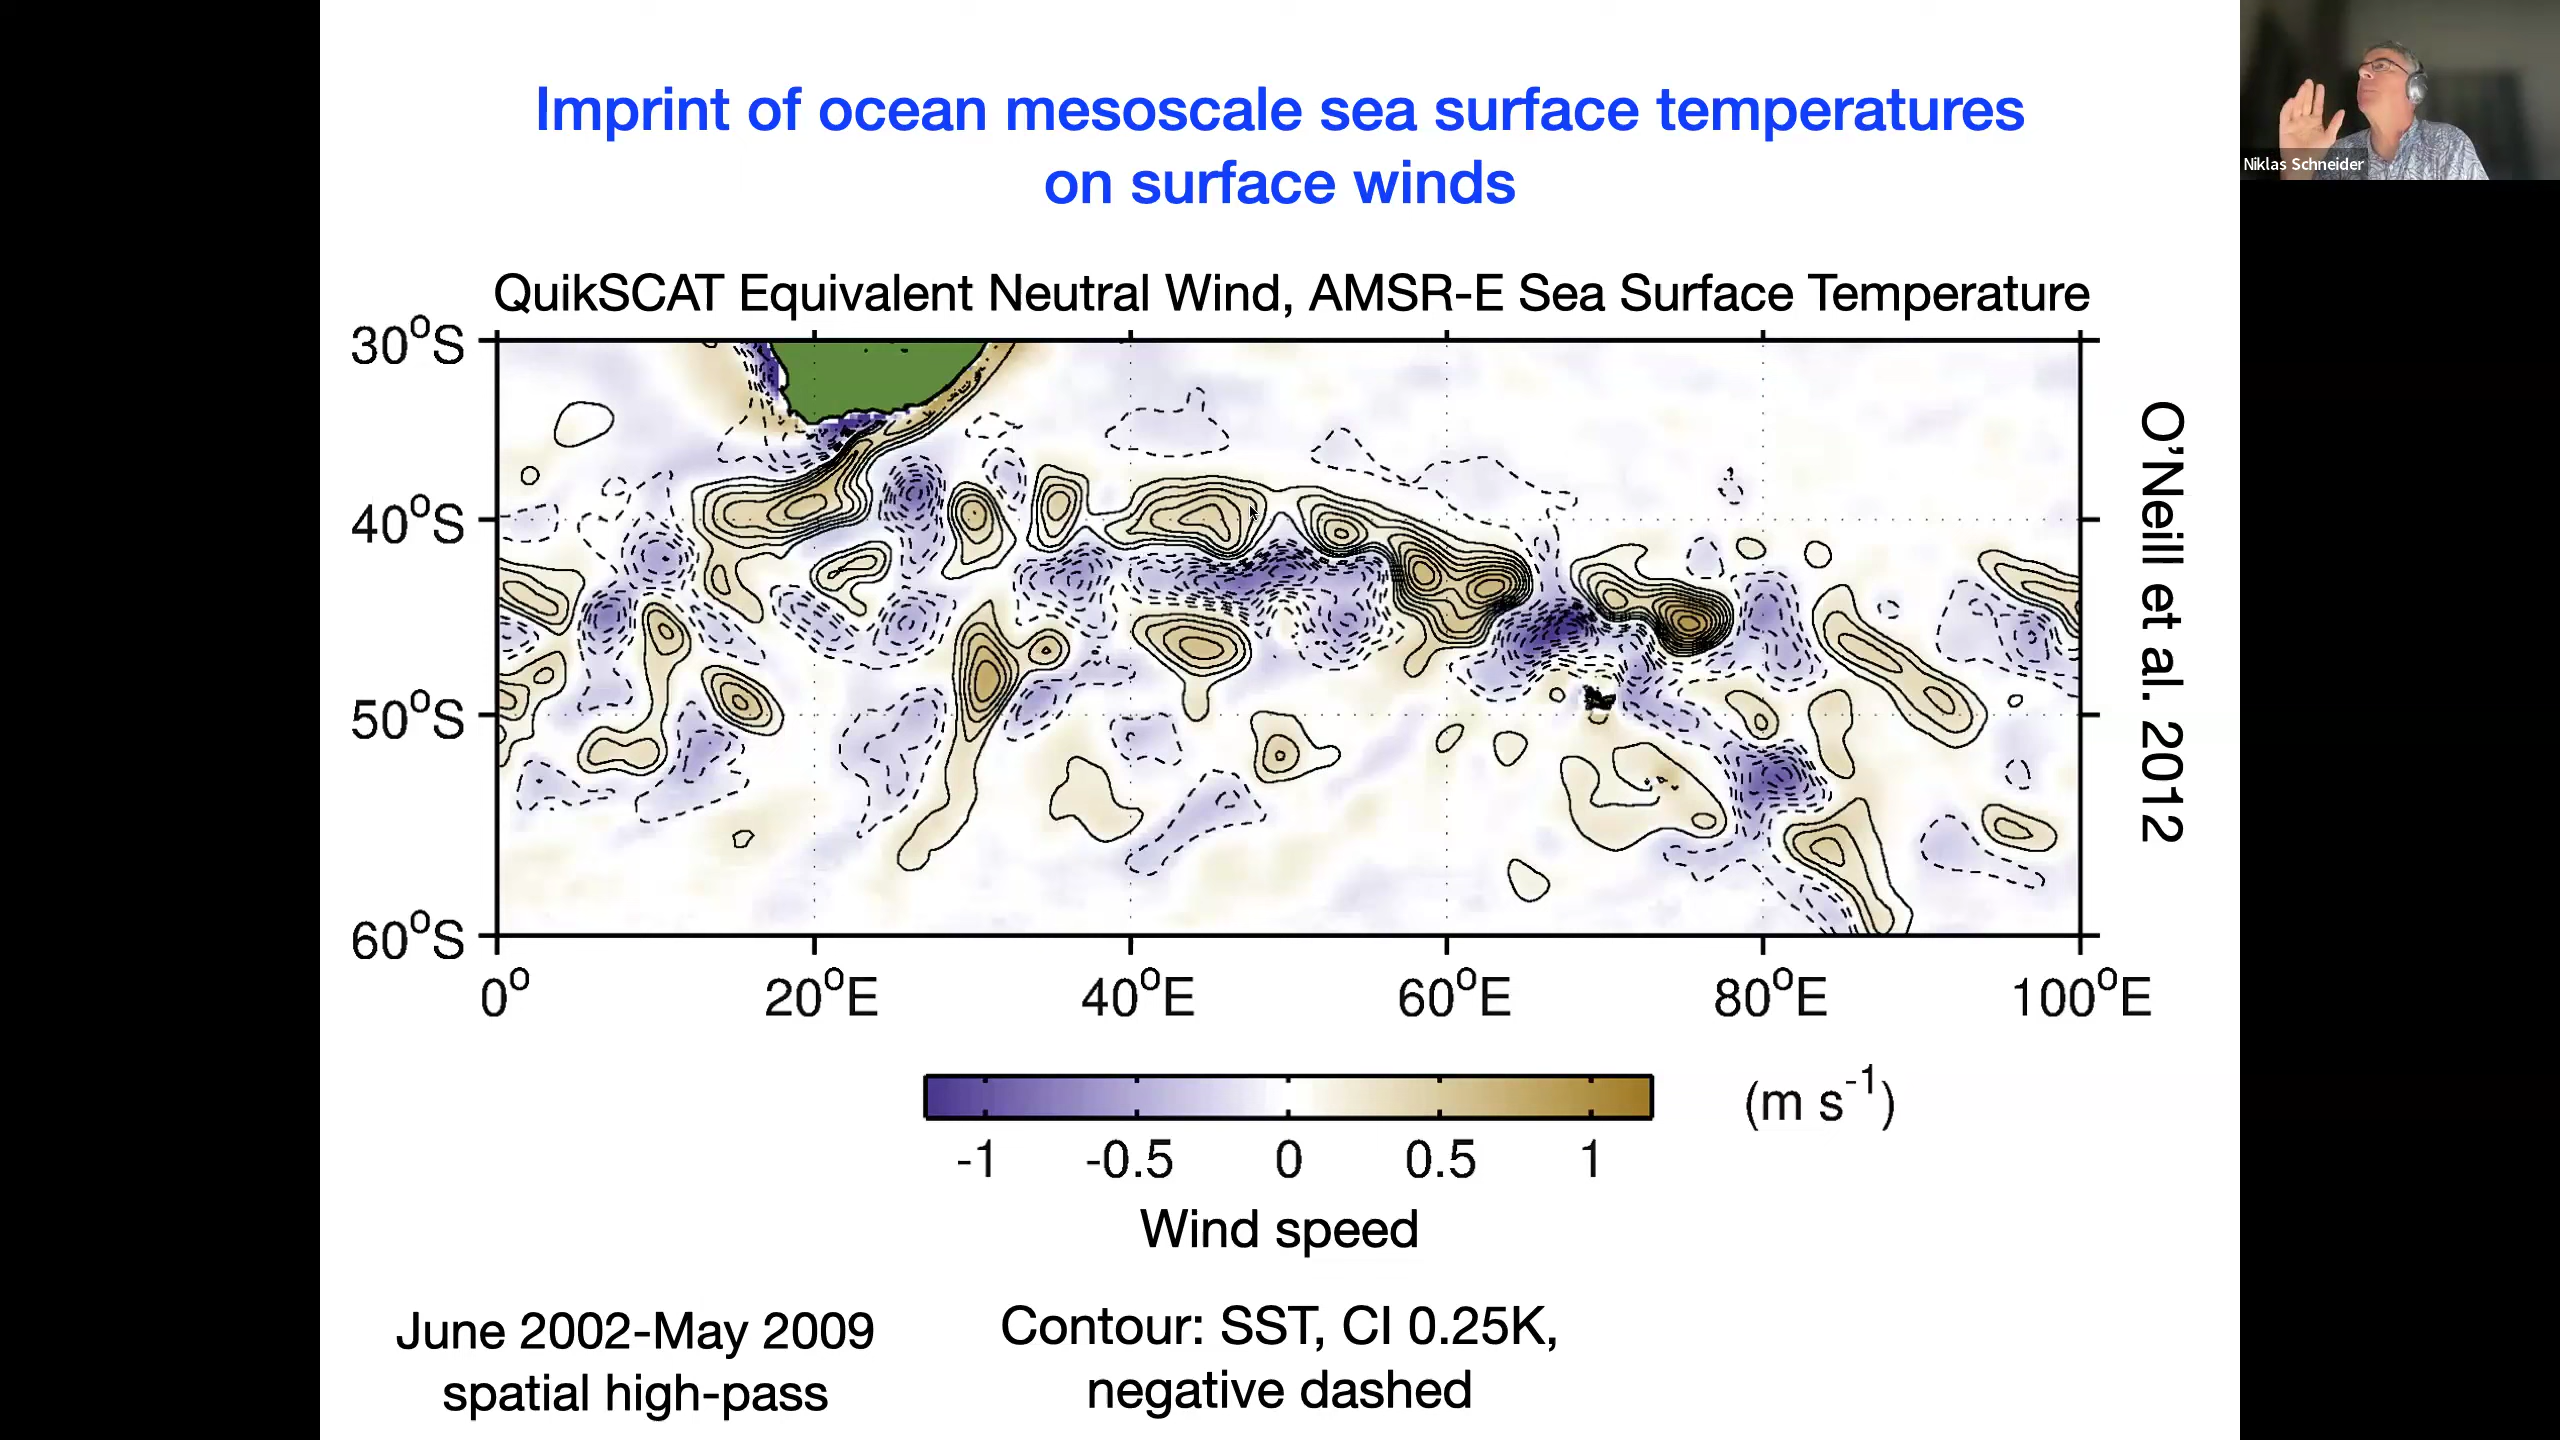 Imprint of ocean mesoscale sea surface temperatures
on surface winds
Niklas Schneider
QuikSCAT Equivalent Neutral Wind, AMSR-E Sea Surface Temperature
30°S
40°S
50°S
60°S
0°
20°E
40°E
60°E
80°E
100°E
O'Neill et al. 2012
-1
-0.5
0
0.5
1
(m s⁻¹)
Wind speed
June 2002-May 2009
spatial high-pass
Contour: SST, CI 0.25K,
negative dashed